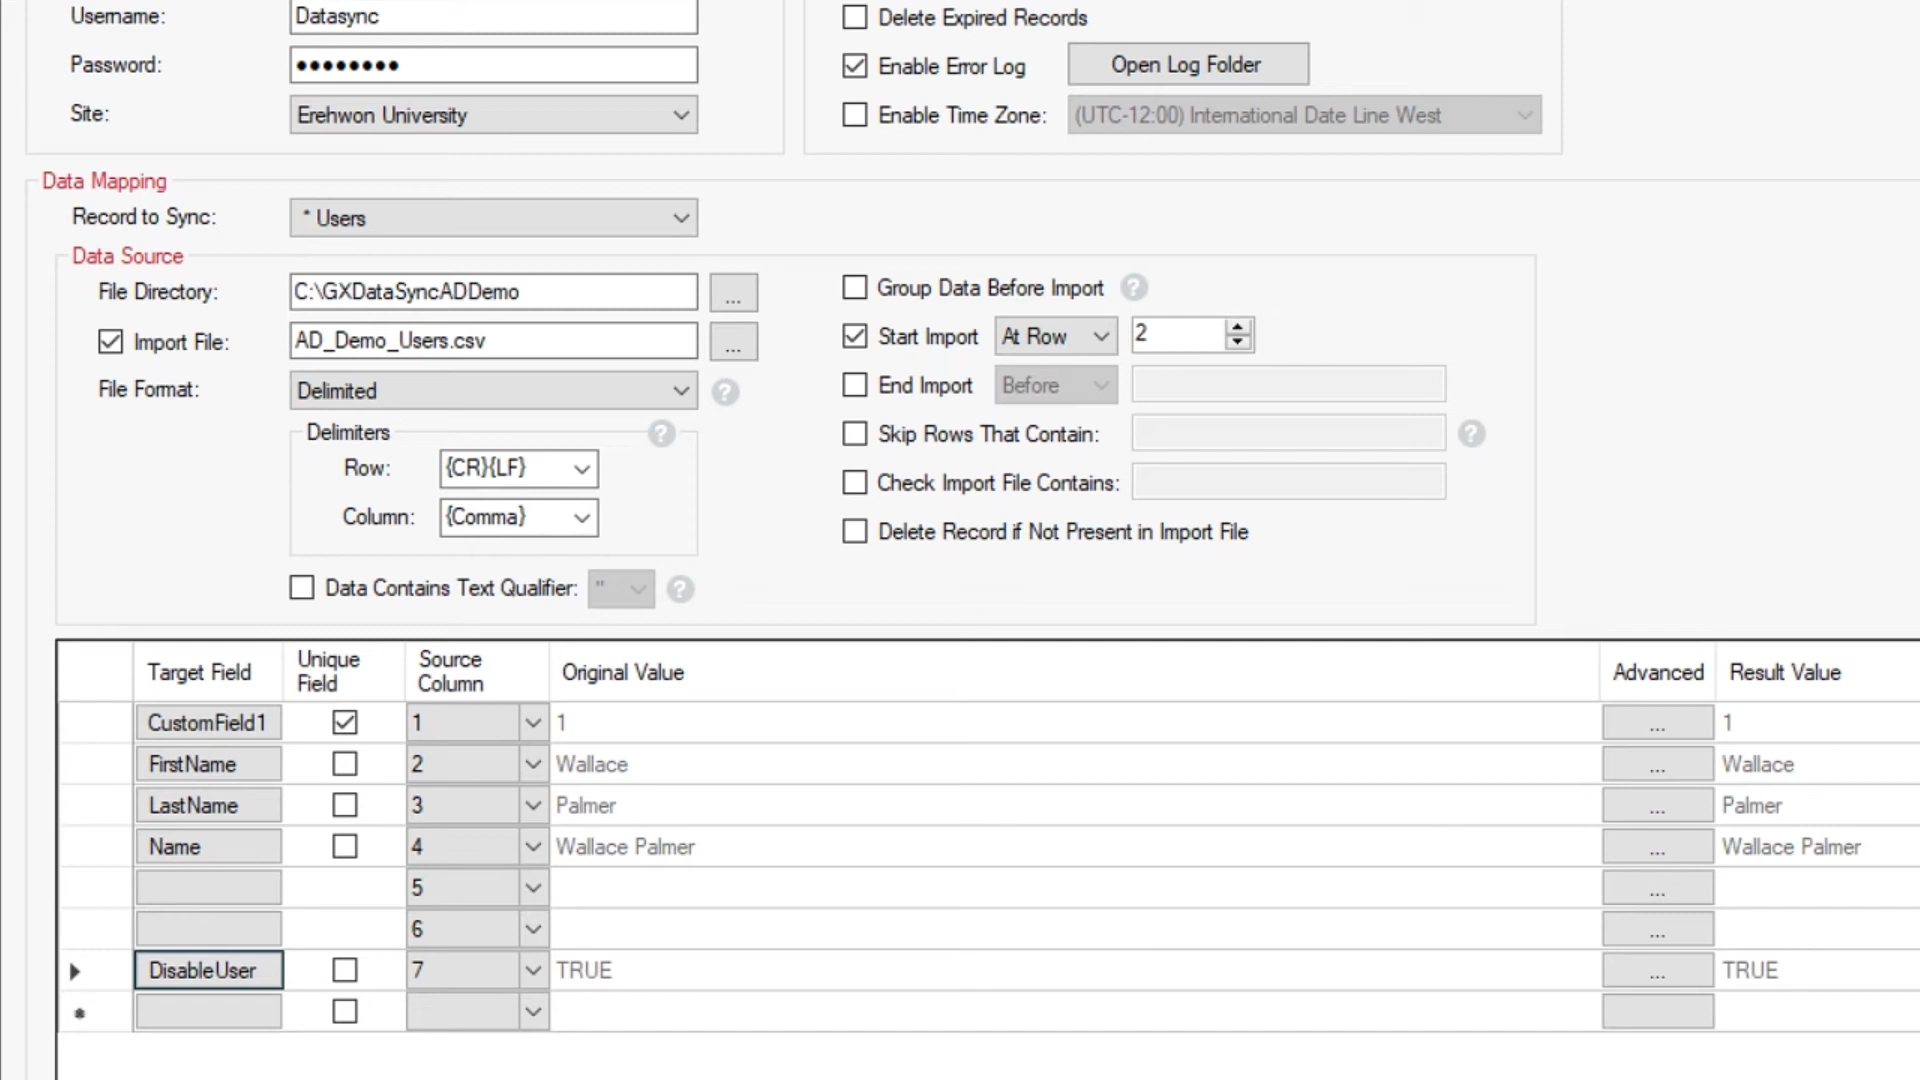 Username: Datasync
Password: ●●●●●●●●
Site: Erehwon University
Delete Expired Records
Enable Error Log Open Log Folder
Enable Time Zone: (UTC-12:00) International Date Line West
Data Mapping
Record to Sync: * Users
Data Source
File Directory: C:\GXDataSyncADDemo ...
Import File: AD_Demo_Users.csv ...
File Format: Delimited ?
Delimiters ?
Row: {CR}{LF}
Column: {Comma}
Data Contains Text Qualifier: " ?
Group Data Before Import ?
Start Import At Row 2
End Import Before
Skip Rows That Contain: ?
Check Import File Contains:
Delete Record if Not Present in Import File
Target Field Unique Field Source Column Original Value Advanced Result Value
CustomField1 1 1 ... 1
FirstName 2 Wallace ... Wallace
LastName 3 Palmer ... Palmer
Name 4 Wallace Palmer ... Wallace Palmer
5 ...
6 ...
DisableUser 7 TRUE ... TRUE